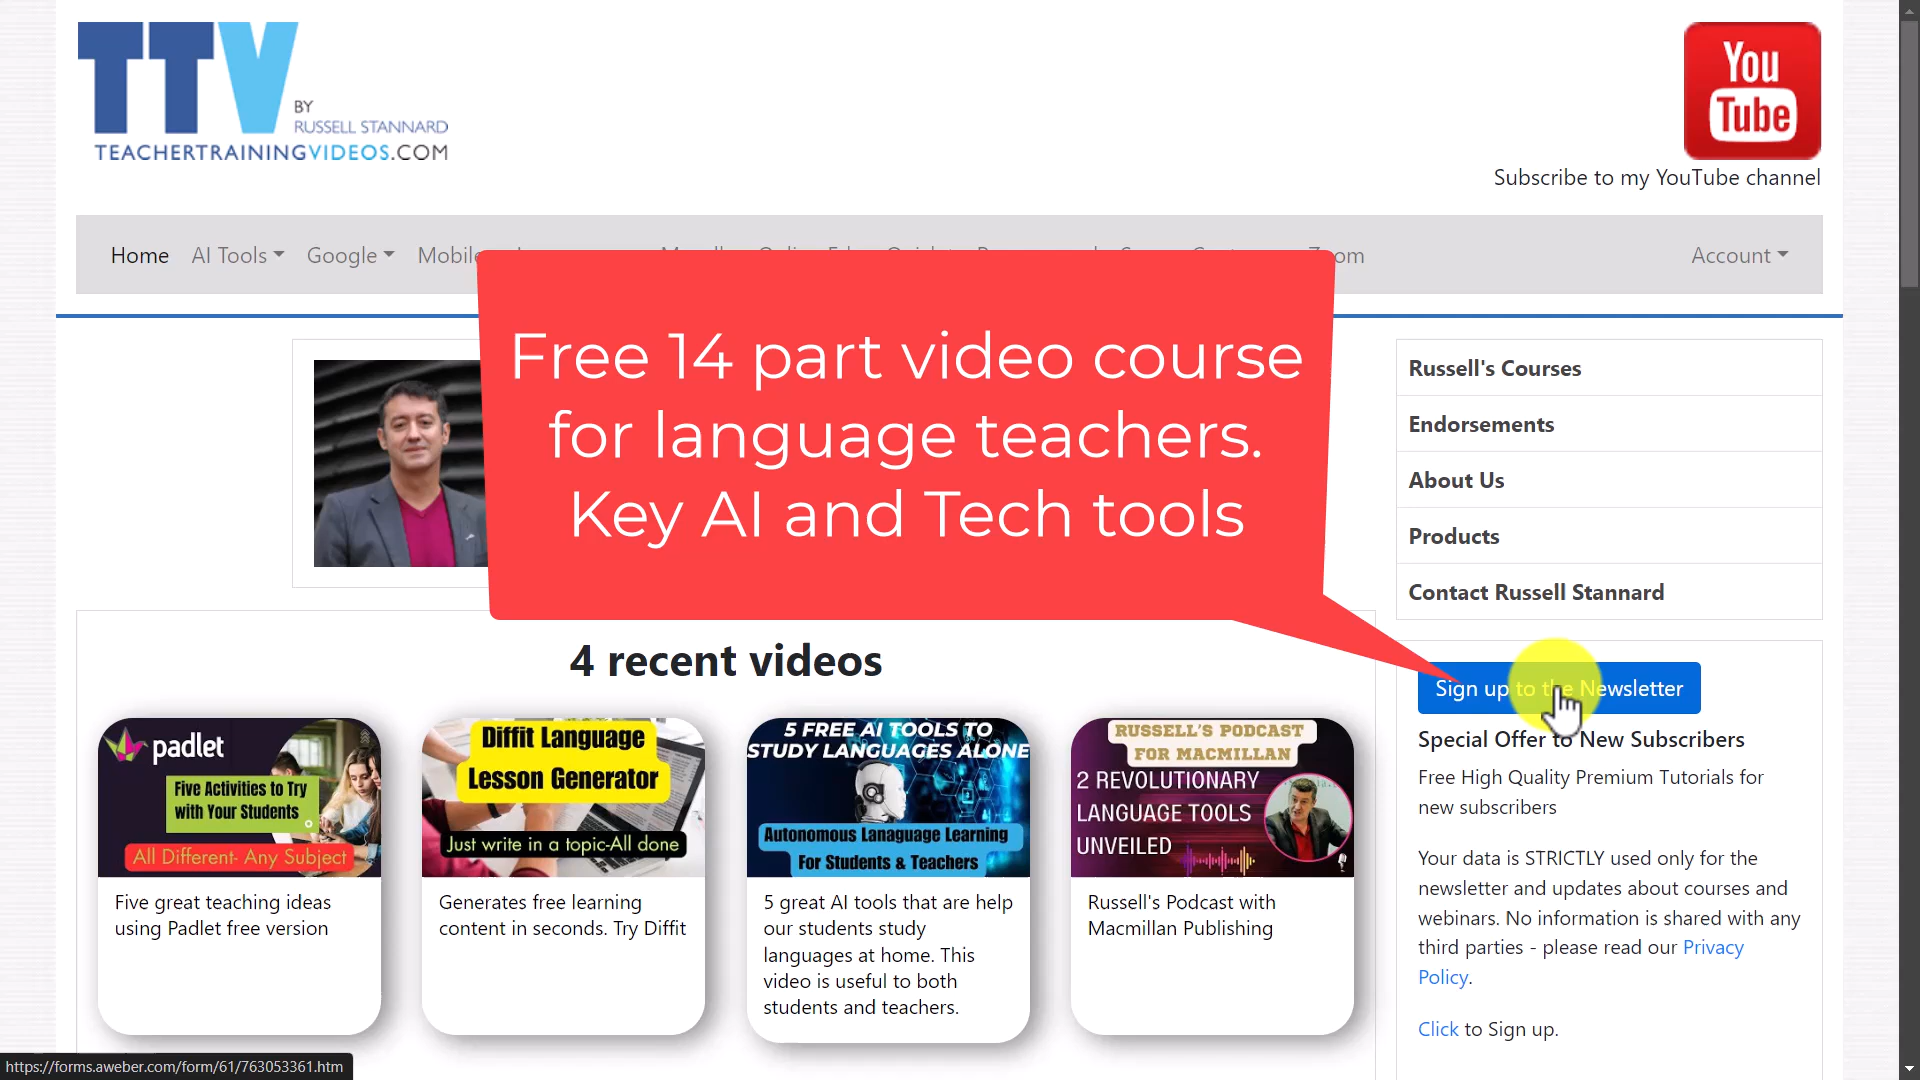 TTV
BY
RUSSELL STANNARD
TEACHERTRAININGVIDEOS.COM
You
Tube
Subscribe to my YouTube channel
Home AI Tools Google Mobile
Account
Free 14 part video course
for language teachers.
Key AI and Tech tools
Russell's Courses
Endorsements
About Us
Products
Contact Russell Stannard
4 recent videos
Sign up to the Newsletter
Special Offer to New Subscribers
Free High Quality Premium Tutorials for
new subscribers
Your data is STRICTLY used only for the
newsletter and updates about courses and
webinars. No information is shared with any
third parties - please read our Privacy
Policy.
Click to Sign up.
padlet
Five Activities to Try
with Your Students
All Different- Any Subject
Five great teaching ideas
using Padlet free version
Diffit Language
Lesson Generator
Just write in a topic-All done
Generates free learning
content in seconds. Try Diffit
5 FREE AI TOOLS TO
STUDY LANGUAGES ALONE
Autonomous Lanaguage Learning
For Students & Teachers
5 great AI tools that are help
our students study
languages at home. This
video is useful to both
students and teachers.
RUSSELL'S PODCAST
FOR MACMILLAN
2 REVOLUTIONARY
LANGUAGE TOOLS
UNVEILED
Russell's Podcast with
Macmillan Publishing
https://forms.aweber.com/form/61/763053361.htm